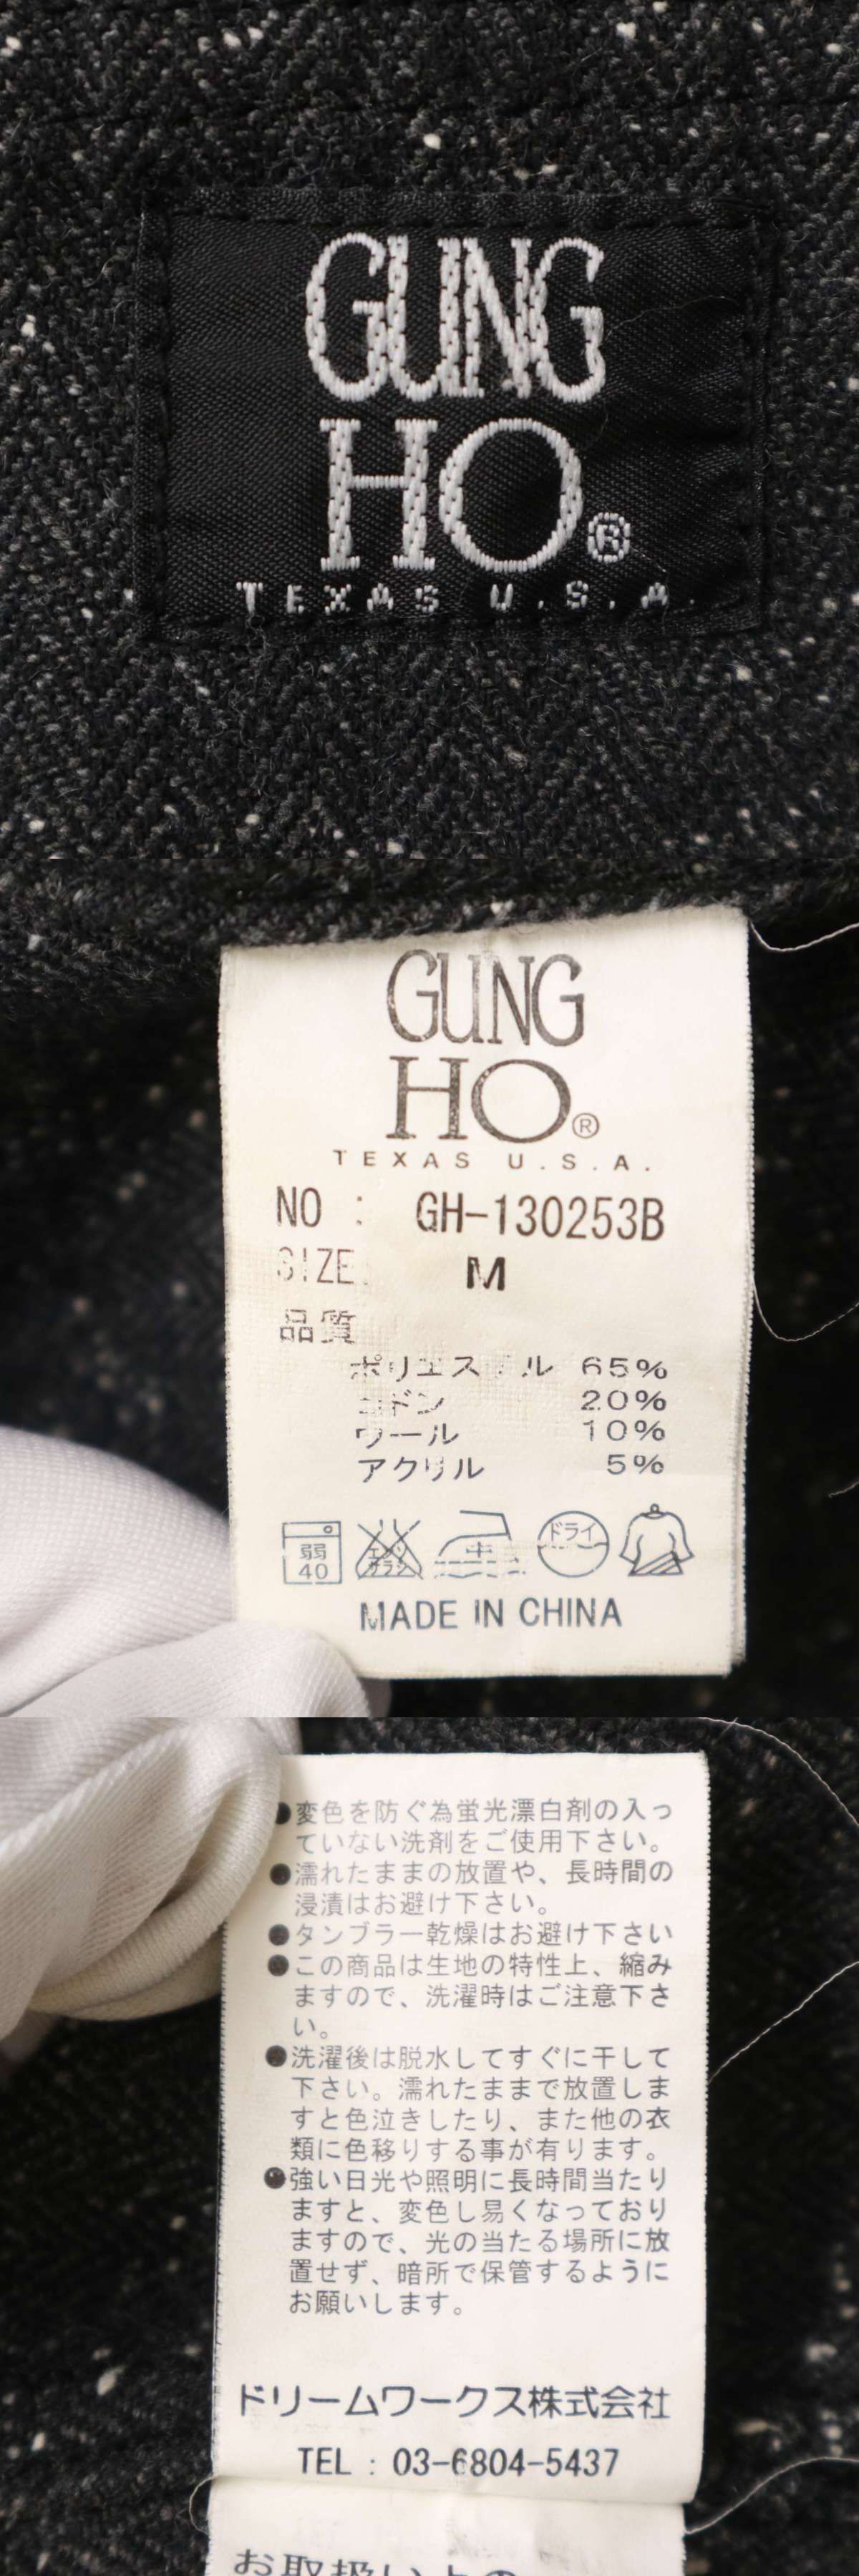 GUNG
HO®
TEXAS U.S.A.
GUNG
HO®
TEXAS U.S.A.
NO : GH-130253B
SIZE M
品質
ポリエステル 65%
コットン 20%
ウール 10%
アクリル 5%
弱
40
エンソ
サラシ
ドライ
MADE IN CHINA
●変色を防ぐ為蛍光漂白剤の入っ
ていない洗剤をご使用下さい。
●濡れたままの放置や、長時間の
浸漬はお避け下さい。
●タンブラー乾燥はお避け下さい
●この商品は生地の特性上、縮み
ますので、洗濯時はご注意下さ
い。
●洗濯後は脱水してすぐに干して
下さい。濡れたままで放置しま
すと色泣きしたり、また他の衣
類に色移りする事が有ります。
●強い日光や照明に長時間当たり
ますと、変色し易くなっており
ますので、光の当たる場所に放
置せず、暗所で保管するように
お願いします。
ドリームワークス株式会社
TEL : 03-6804-5437
お取扱い上の